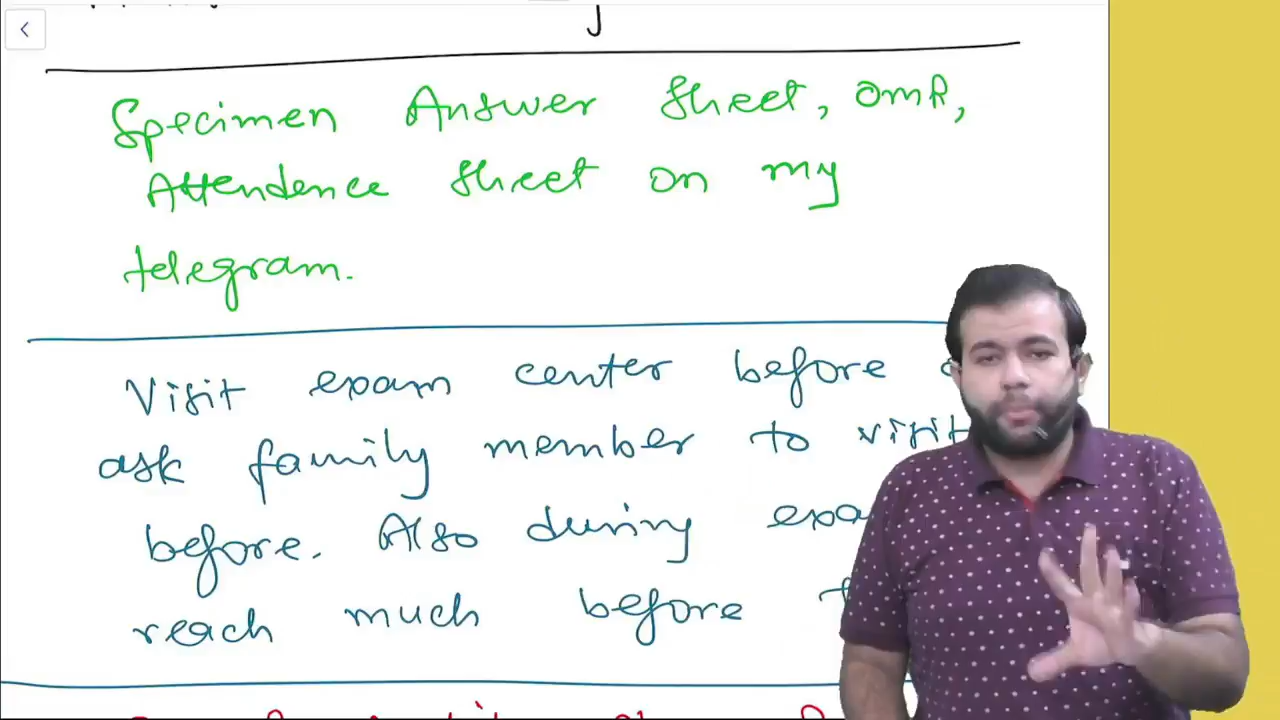 Specimen Answer Sheet, OMR,
Attendence Sheet on my
telegram.
Visit exam center before
ask family member to visit
before. Also during
reach much before